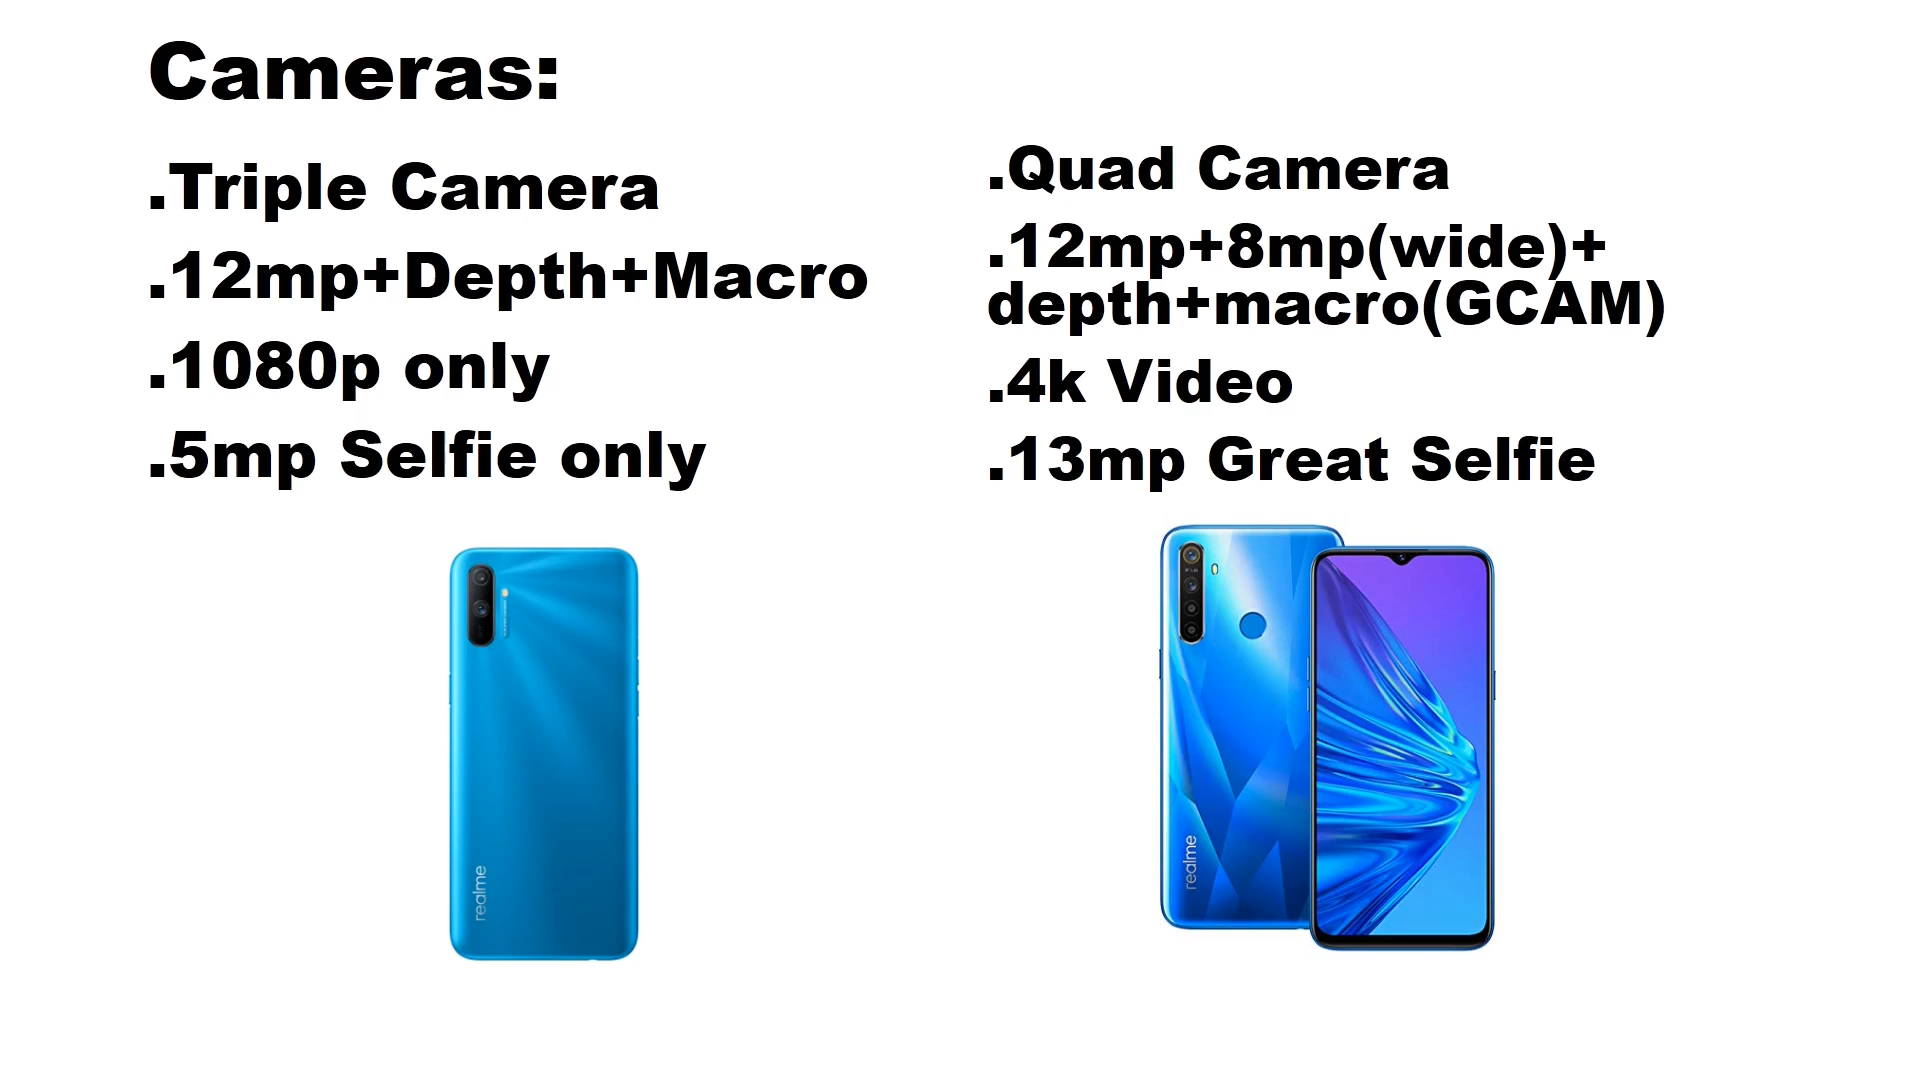 Cameras:
.Triple Camera
.12mp+Depth+Macro
.1080p only
.5mp Selfie only
.Quad Camera
.12mp+8mp(wide)+
depth+macro(GCAM)
.4k Video
.13mp Great Selfie
realme
realme